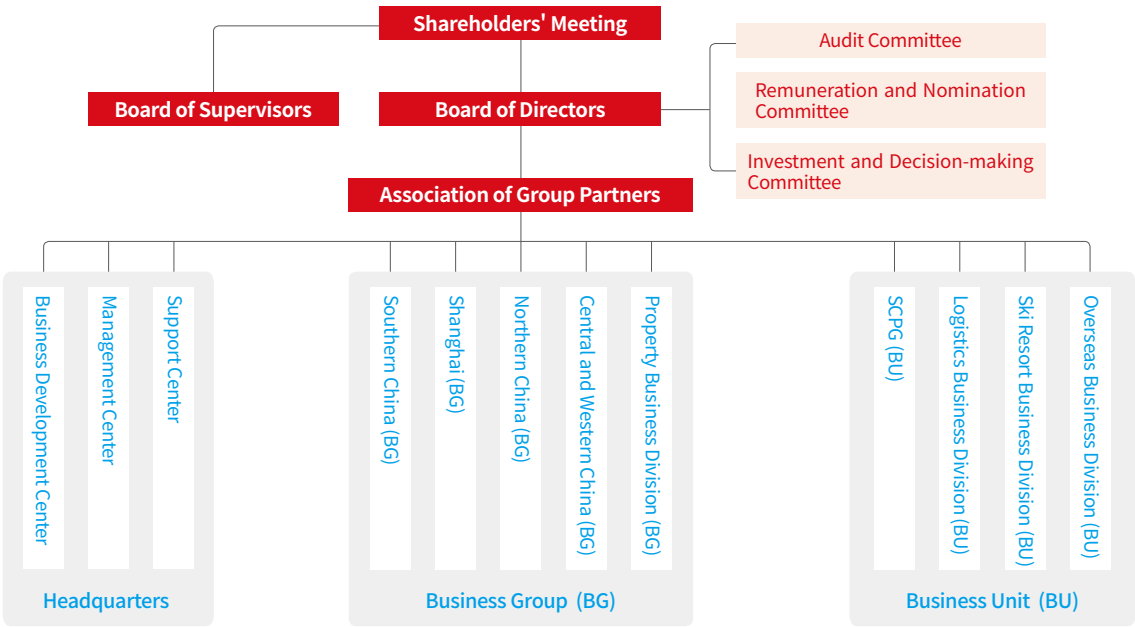 Shareholders' Meeting
Audit Committee
Board of Supervisors
Board of Directors
Remuneration and Nomination
Committee
Investment and Decision-making
Committee
Association of Group Partners
Business Development Center
Management Center
Support Center
Headquarters
Southern China (BG)
Shanghai (BG)
Northern China (BG)
Central and Western China (BG)
Property Business Division (BG)
Business Group (BG)
SCPG (BU)
Logistics Business Division (BU)
Ski Resort Business Division (BU)
Overseas Business Division (BU)
Business Unit (BU)